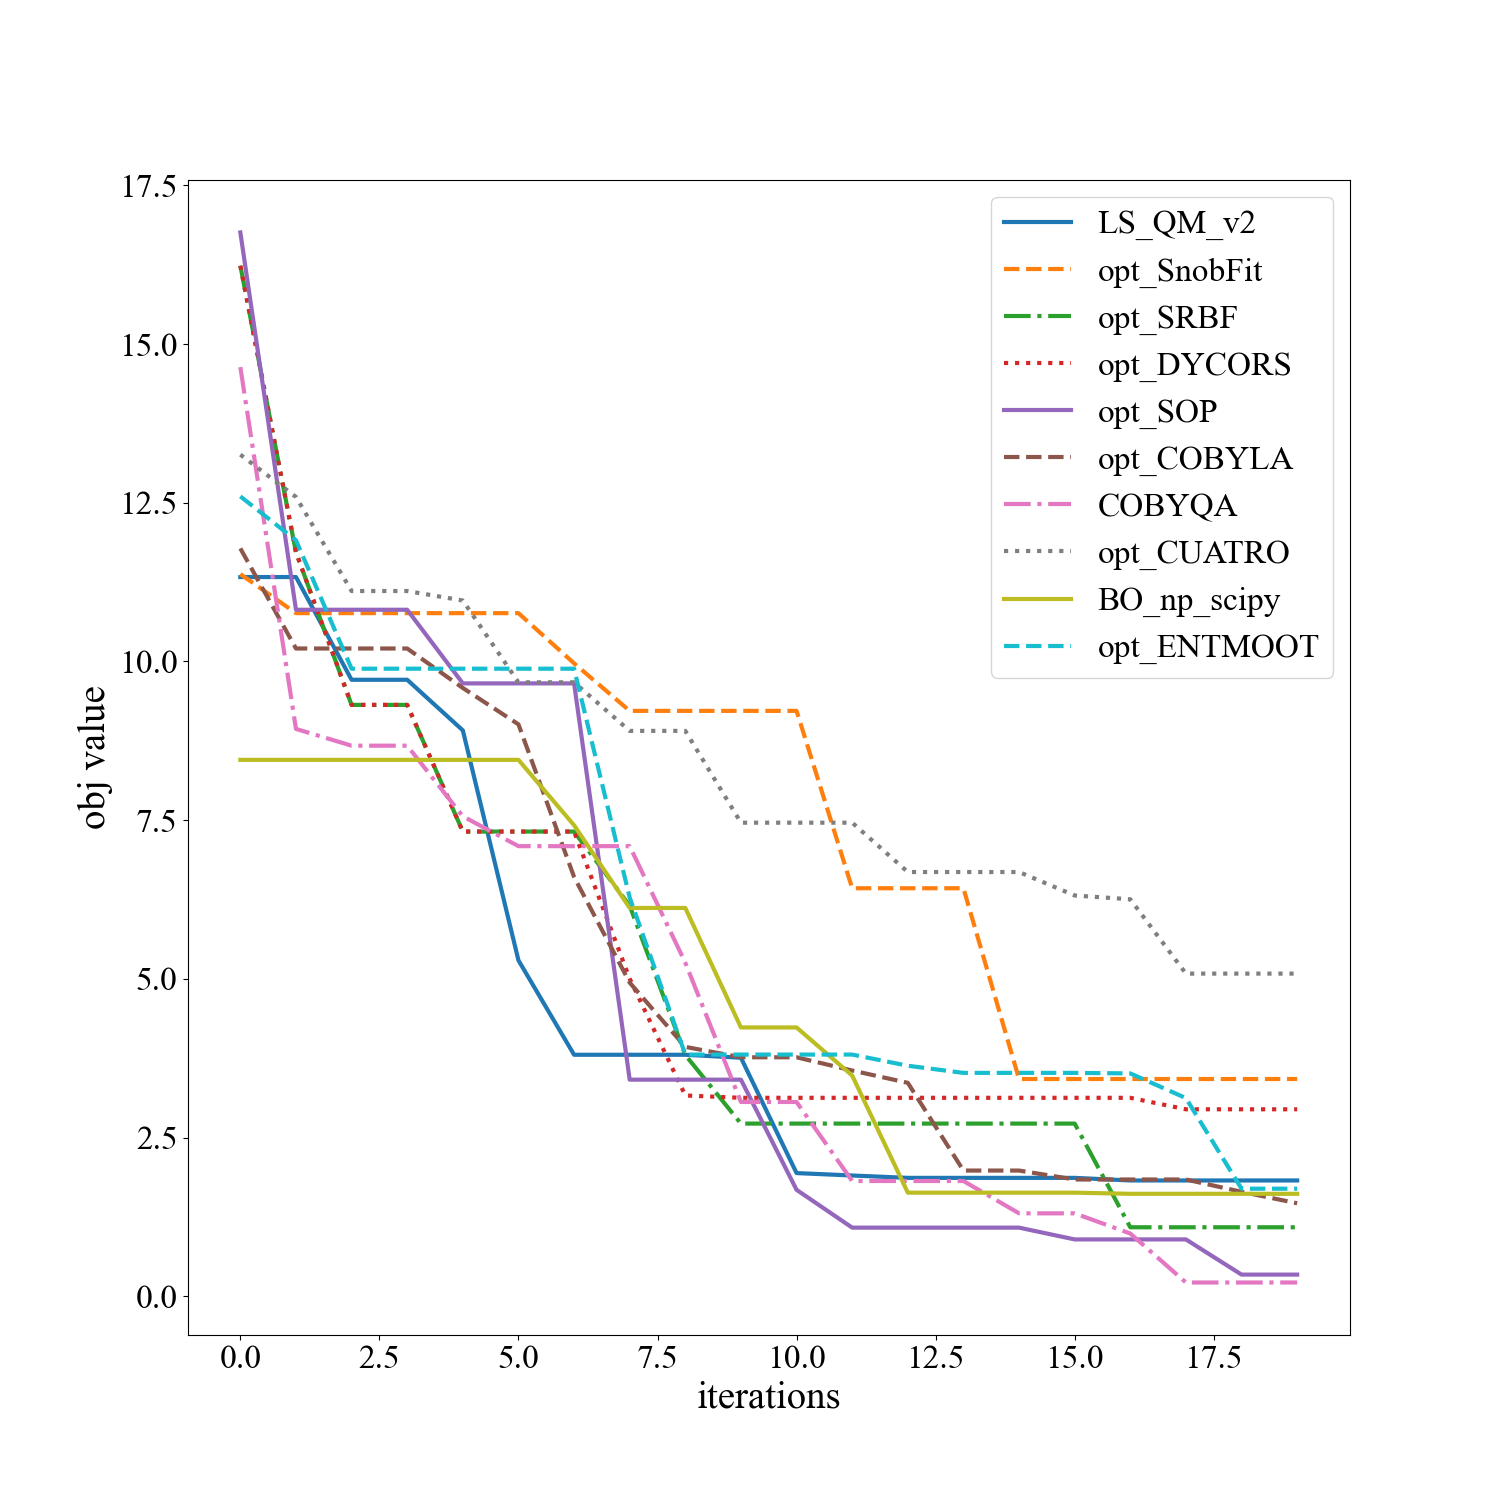 17.5
15.0
12.5
10.0
7.5
5.0
2.5
0.0
obj value
0.0 2.5 5.0 7.5 10.0 12.5 15.0 17.5
iterations
LS_QM_v2
opt_SnobFit
opt_SRBF
opt_DYCORS
opt_SOP
opt_COBYLA
COBYQA
opt_CUATRO
BO_np_scipy
opt_ENTMOOT